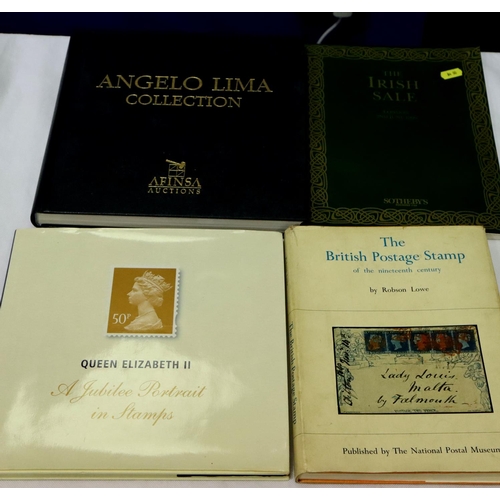 ANGELO LIMA
COLLECTION
AFINSA
AUCTIONS
THE
IRISH
SALE
SOTHEBY'S
QUEEN ELIZABETH II
A Jubilee Portrait
in Stamps
50P
The
British Postage Stamp
of the nineteenth century
by Robson Lowe
Lady Louis,
Malta.
by Falmouth
Published by The National Postal Museum